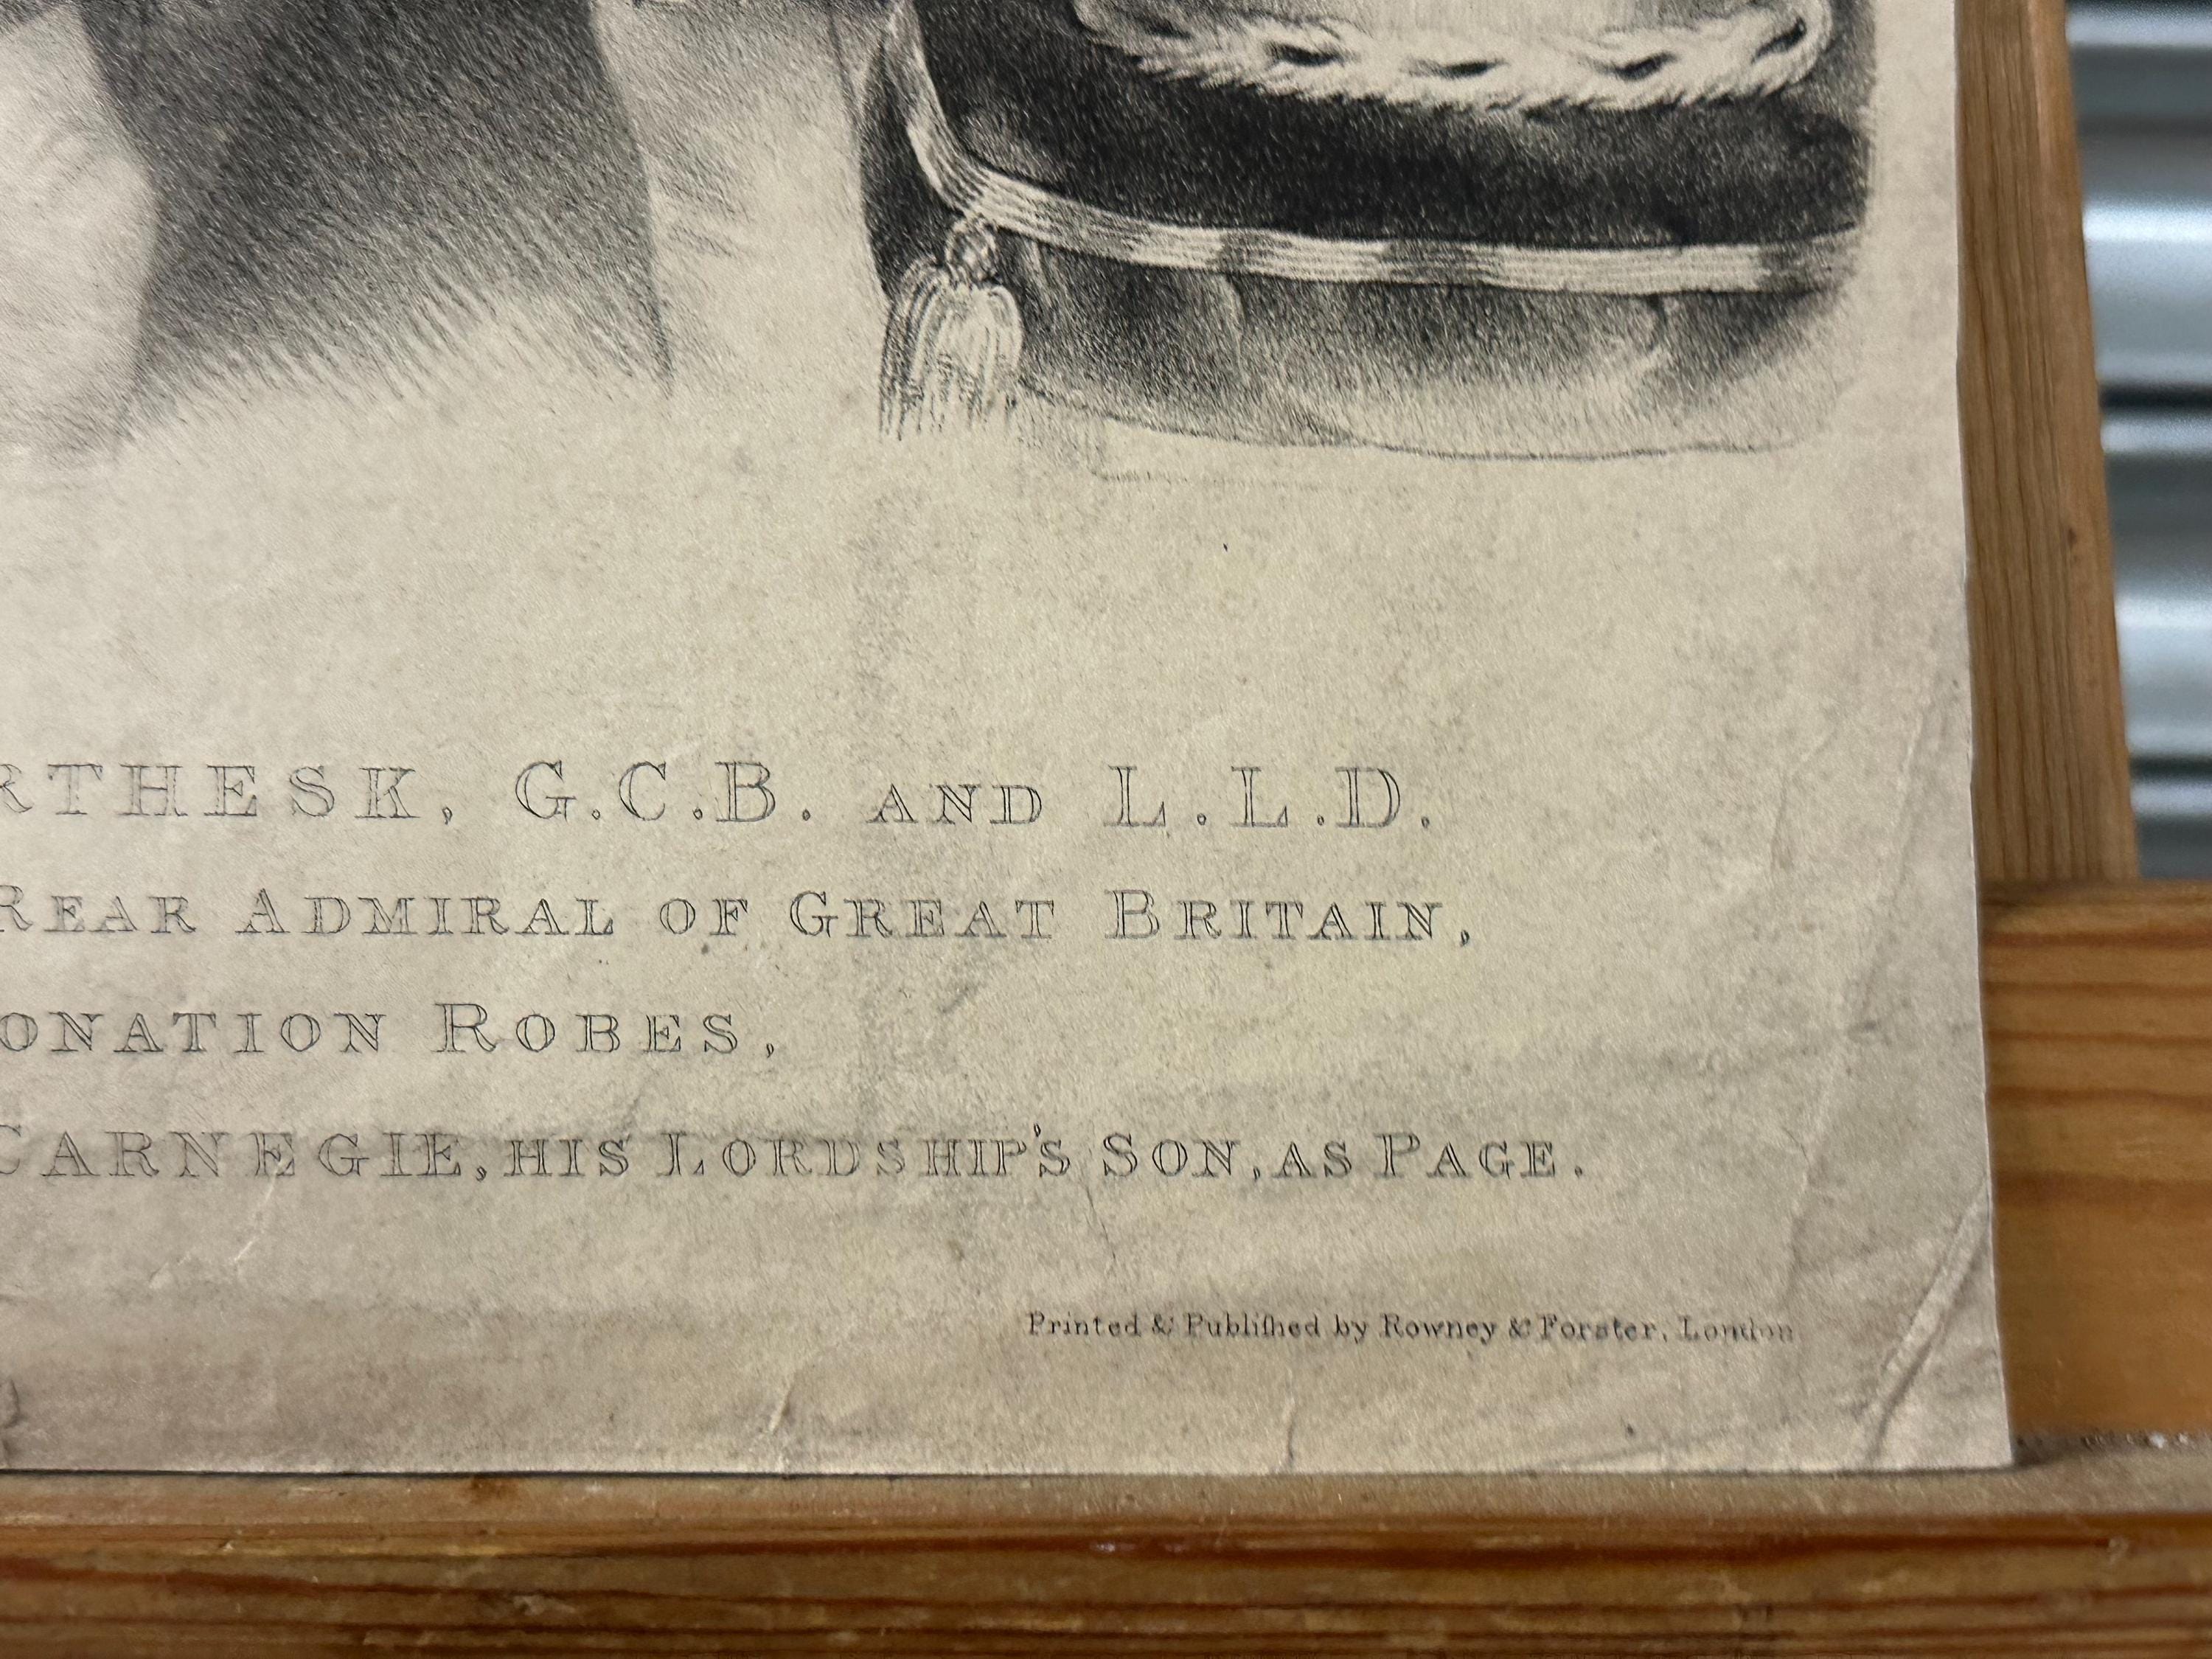 RTHESK, G.C.B. AND L.L.D.
REAR ADMIRAL OF GREAT BRITAIN,
ONATION ROBES,
CARNEGIE, HIS LORDSHIP'S SON, AS PAGE.
Printed & Publiſhed by Rowney & Forster, London